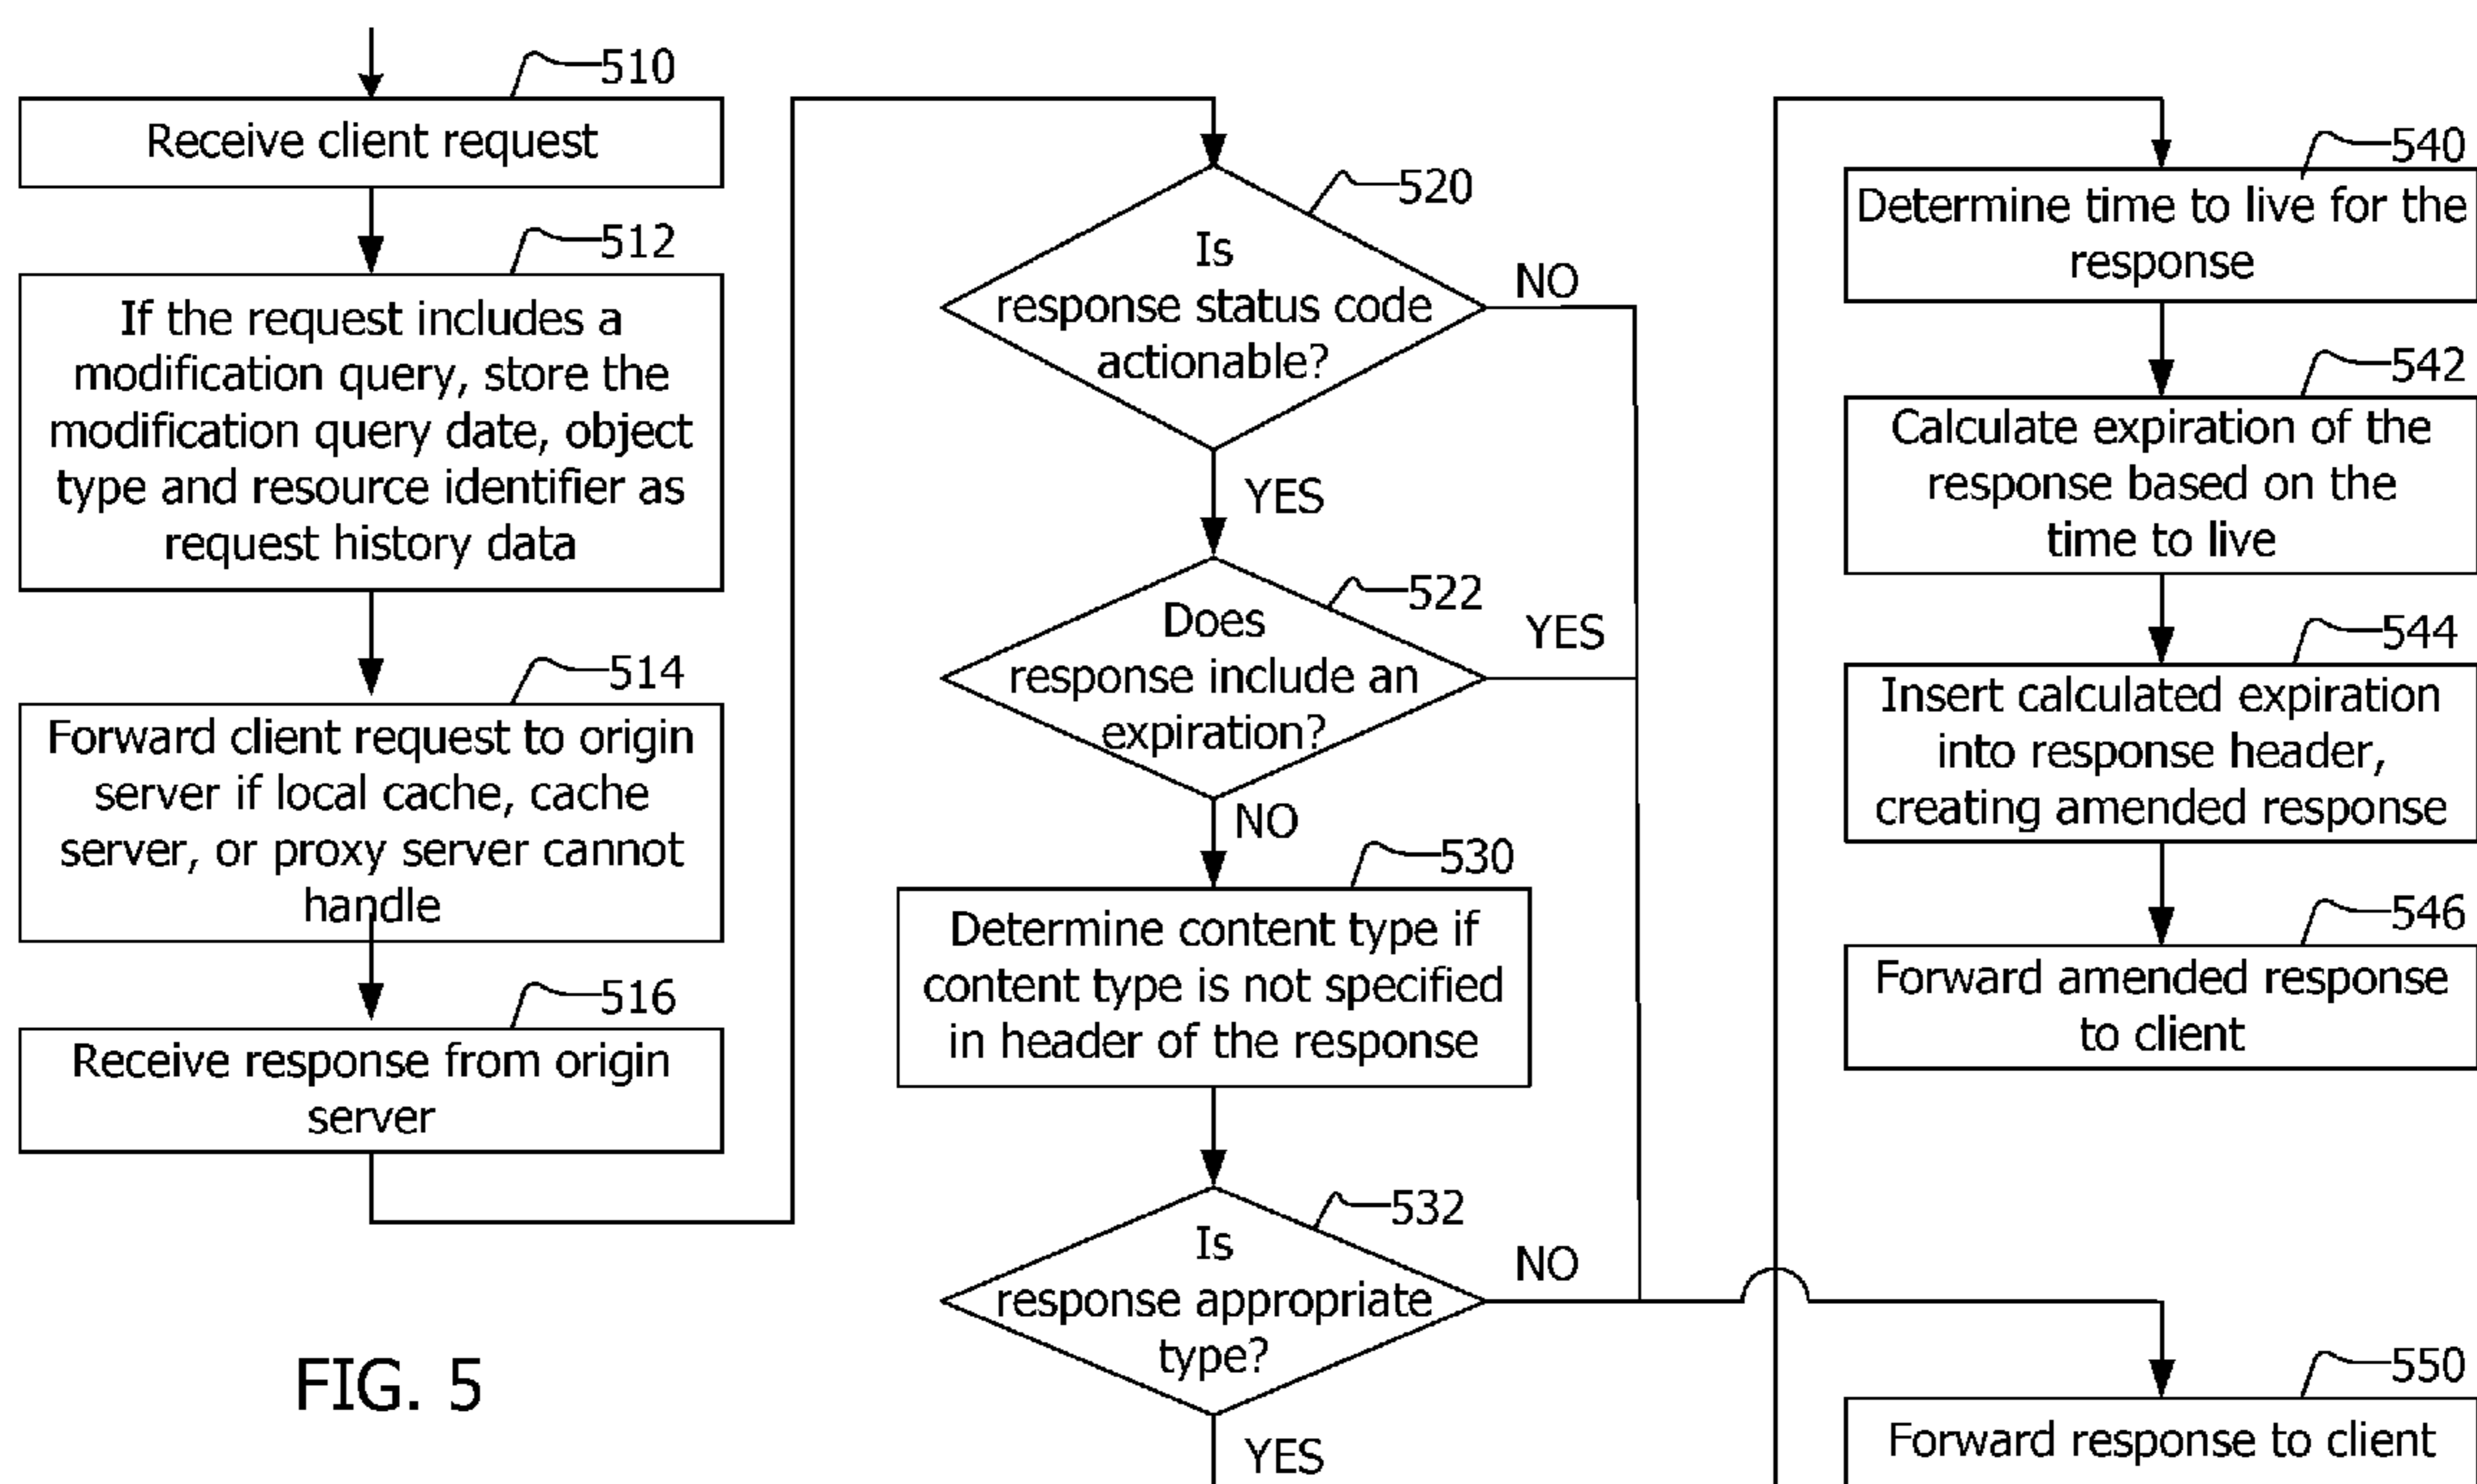 510
Receive client request
512
If the request includes a
modification query, store the
modification query date, object
type and resource identifier as
request history data
514
Forward client request to origin
server if local cache, cache
server, or proxy server cannot
handle
516
Receive response from origin
server
FIG. 5
520
Is
response status code
actionable?
NO
YES
522
Does
response include an
expiration?
YES
NO
530
Determine content type if
content type is not specified
in header of the response
532
Is
response appropriate
type?
NO
YES
540
Determine time to live for the
response
542
Calculate expiration of the
response based on the
time to live
544
Insert calculated expiration
into response header,
creating amended response
546
Forward amended response
to client
550
Forward response to client